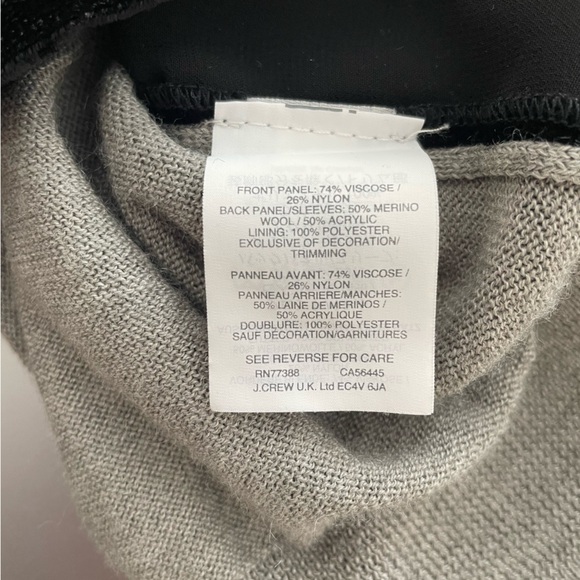 FRONT PANEL: 74% VISCOSE /
26% NYLON
BACK PANEL/SLEEVES: 50% MERINO
WOOL / 50% ACRYLIC
LINING: 100% POLYESTER
EXCLUSIVE OF DECORATION/
TRIMMING
PANNEAU AVANT: 74% VISCOSE /
26% NYLON
PANNEAU ARRIERE/MANCHES:
50% LAINE DE MERINOS /
50% ACRYLIQUE
DOUBLURE: 100% POLYESTER
SAUF DÉCORATION/GARNITURES
SEE REVERSE FOR CARE
RN77388 CA56445
J.CREW U.K. Ltd EC4V 6JA